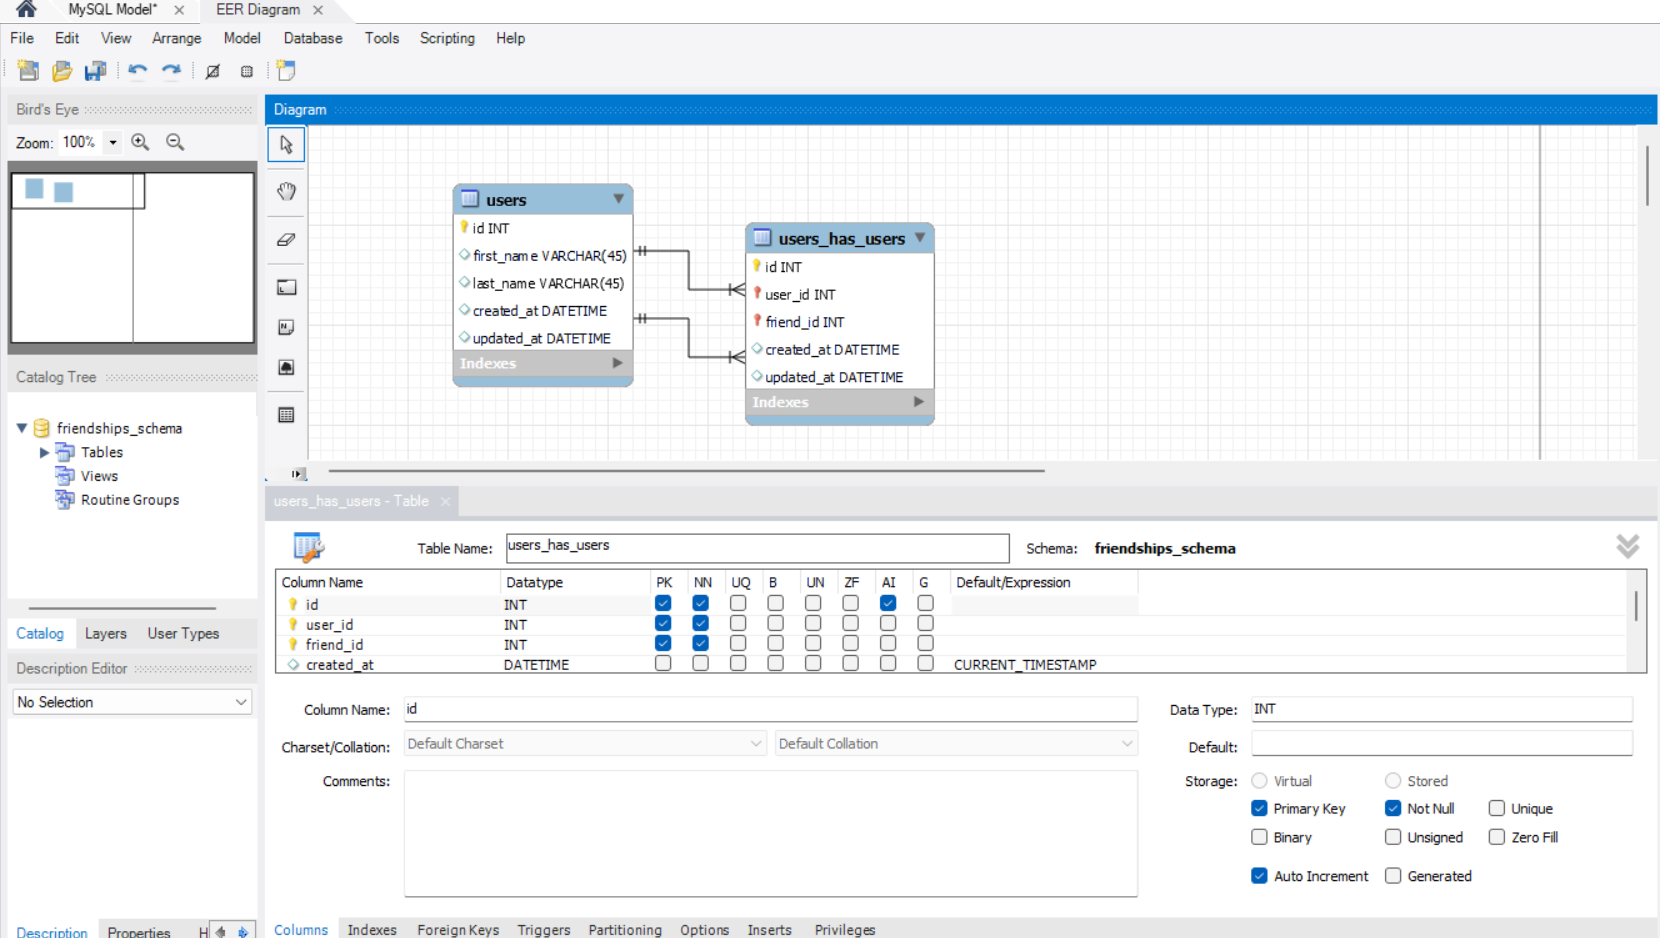 MySQL Model* × EER Diagram ×
File Edit View Arrange Model Database Tools Scripting Help
Bird's Eye
Zoom: 100%
Diagram
users
id INT
first_name VARCHAR(45)
last_name VARCHAR(45)
created_at DATETIME
updated_at DATETIME
Indexes
users_has_users
id INT
user_id INT
friend_id INT
created_at DATETIME
updated_at DATETIME
Indexes
Catalog Tree
friendships_schema
Tables
Views
Routine Groups
Catalog Layers User Types
Description Editor
No Selection
Description Properties H
users_has_users - Table ×
Table Name: users_has_users Schema: friendships_schema
Column Name Datatype PK NN UQ B UN ZF AI G Default/Expression
id INT
user_id INT
friend_id INT
created_at DATETIME CURRENT_TIMESTAMP
Column Name: id Data Type: INT
Charset/Collation: Default Charset Default Collation Default:
Comments: Storage: Virtual Stored
Primary Key Not Null Unique
Binary Unsigned Zero Fill
Auto Increment Generated
Columns Indexes Foreign Keys Triggers Partitioning Options Inserts Privileges